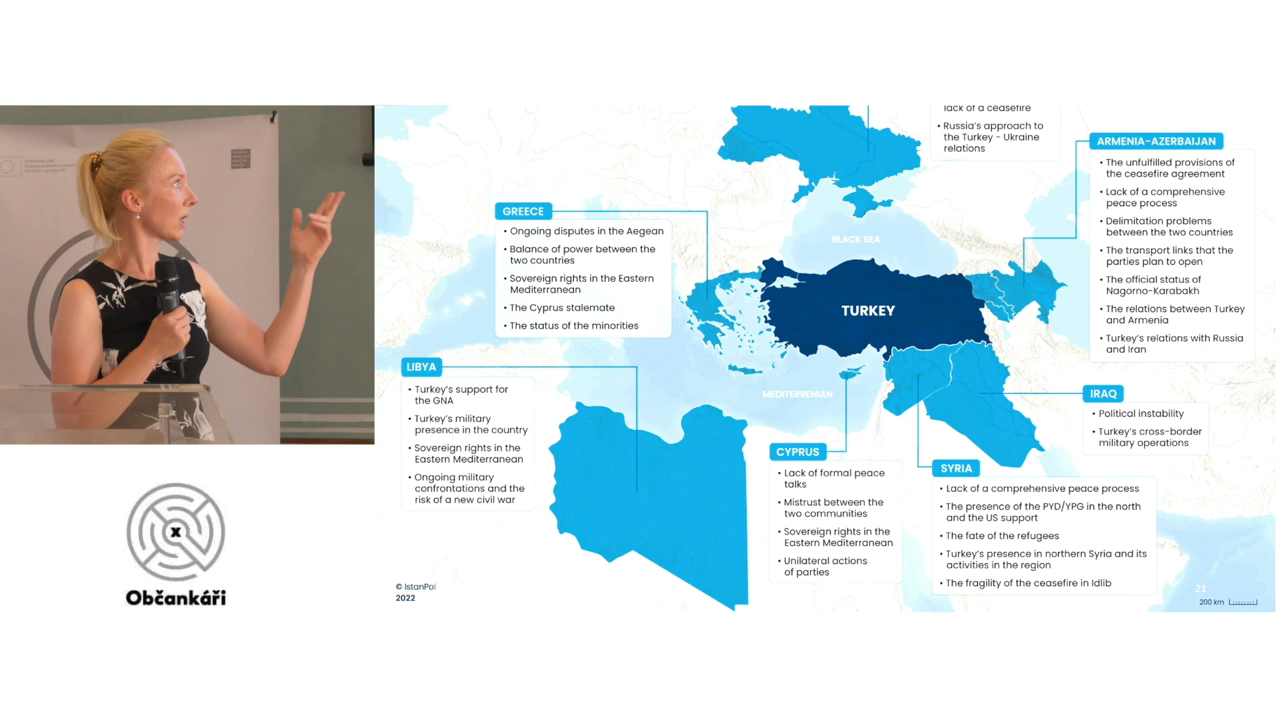 lack of a ceasefire
• Russia's approach to
the Turkey - Ukraine
relations
ARMENIA-AZERBAIJAN
• The unfulfilled provisions of
the ceasefire agreement
• Lack of a comprehensive
peace process
• Delimitation problems
between the two countries
• The transport links that the
parties plan to open
• The official status of
Nagorno-Karabakh
• The relations between Turkey
and Armenia
• Turkey's relations with Russia
and Iran
GREECE
• Ongoing disputes in the Aegean
• Balance of power between the
two countries
• Sovereign rights in the Eastern
Mediterranean
• The Cyprus stalemate
• The status of the minorities
BLACK SEA
TURKEY
MEDITERRENIAN
LIBYA
• Turkey's support for
the GNA
• Turkey's military
presence in the country
• Sovereign rights in the
Eastern Mediterranean
• Ongoing military
confrontations and the
risk of a new civil war
IRAQ
• Political instability
• Turkey's cross-border
military operations
CYPRUS
• Lack of formal peace
talks
• Mistrust between the
two communities
• Sovereign rights in the
Eastern Mediterranean
• Unilateral actions
of parties
SYRIA
• Lack of a comprehensive peace process
• The presence of the PYD/YPG in the north
and the US support
• The fate of the refugees
• Turkey's presence in northern Syria and its
activities in the region
• The fragility of the ceasefire in Idlib
© IstanPol
2022
21
200 km
x
Občankáři